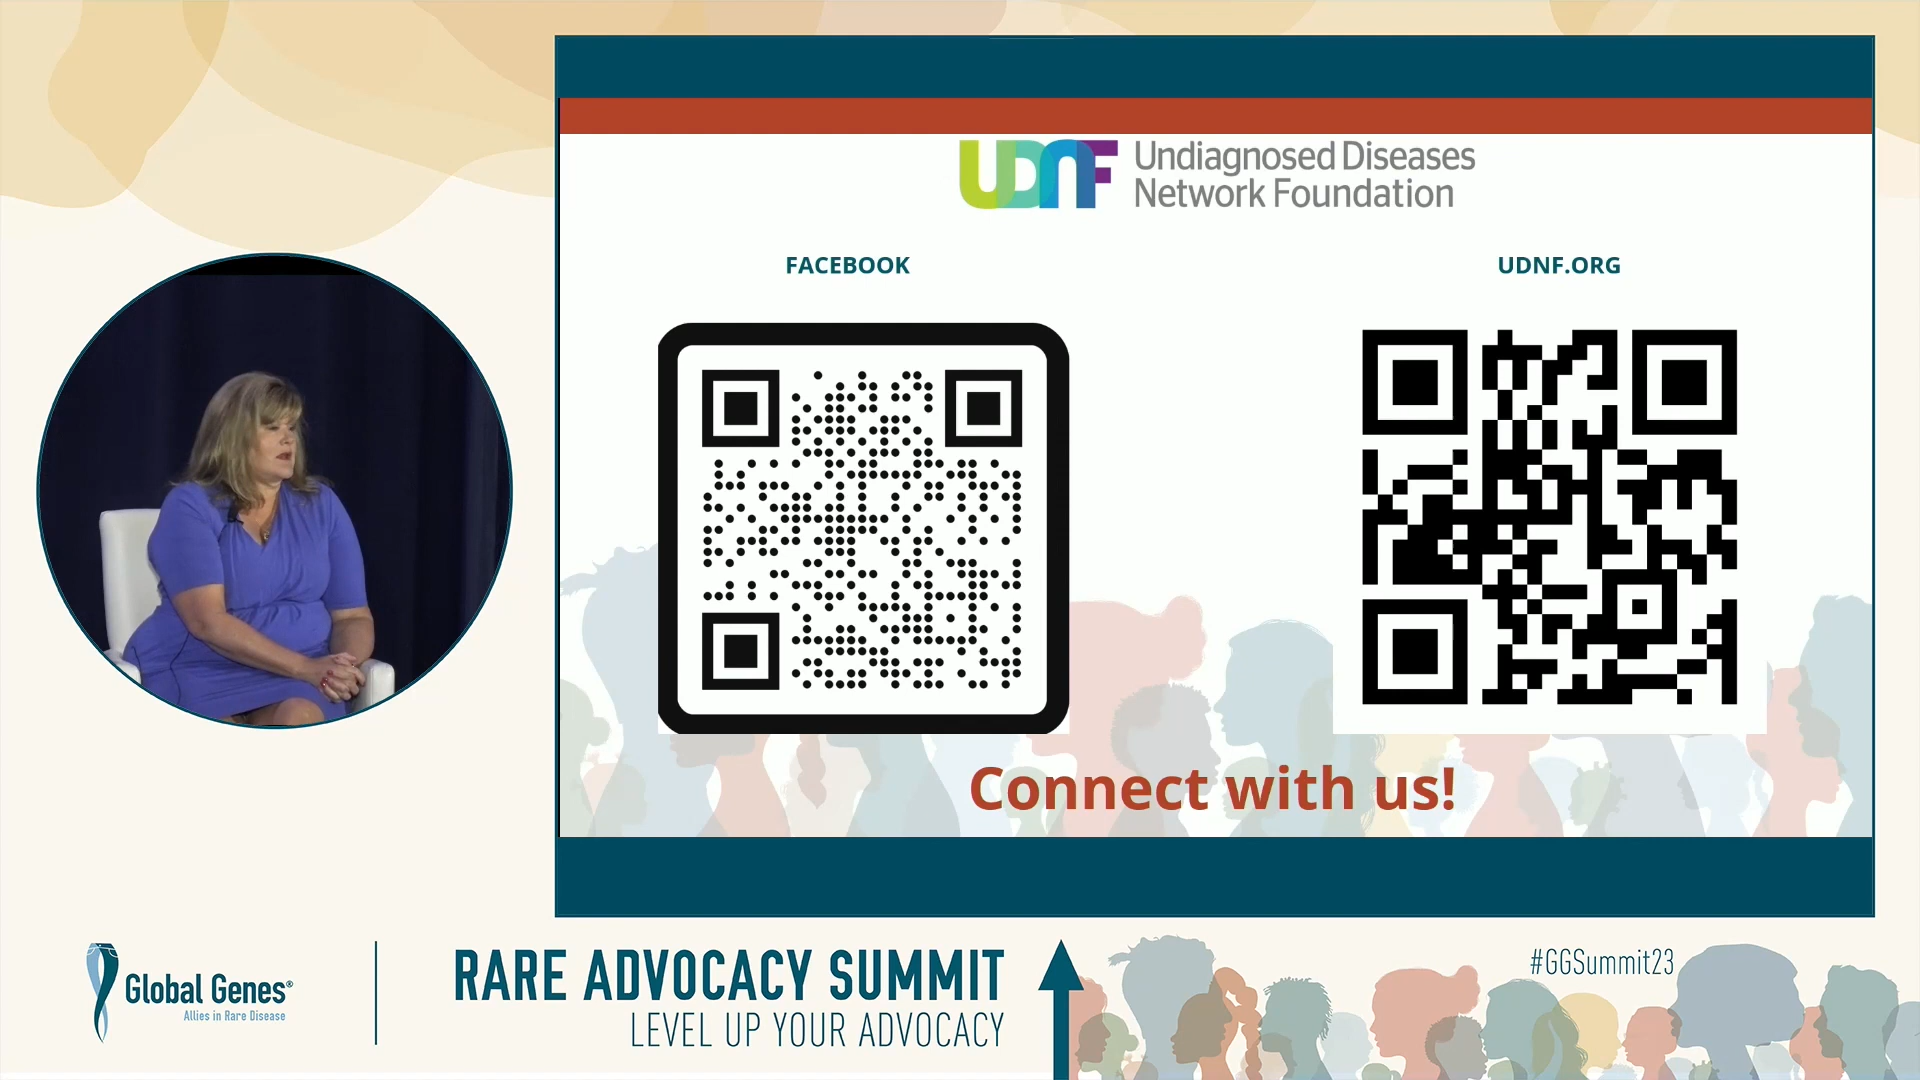 UDNF Undiagnosed Diseases
Network Foundation
FACEBOOK
UDNF.ORG
Connect with us!
Global Genes®
Allies in Rare Disease
RARE ADVOCACY SUMMIT
LEVEL UP YOUR ADVOCACY
#GGSummit23